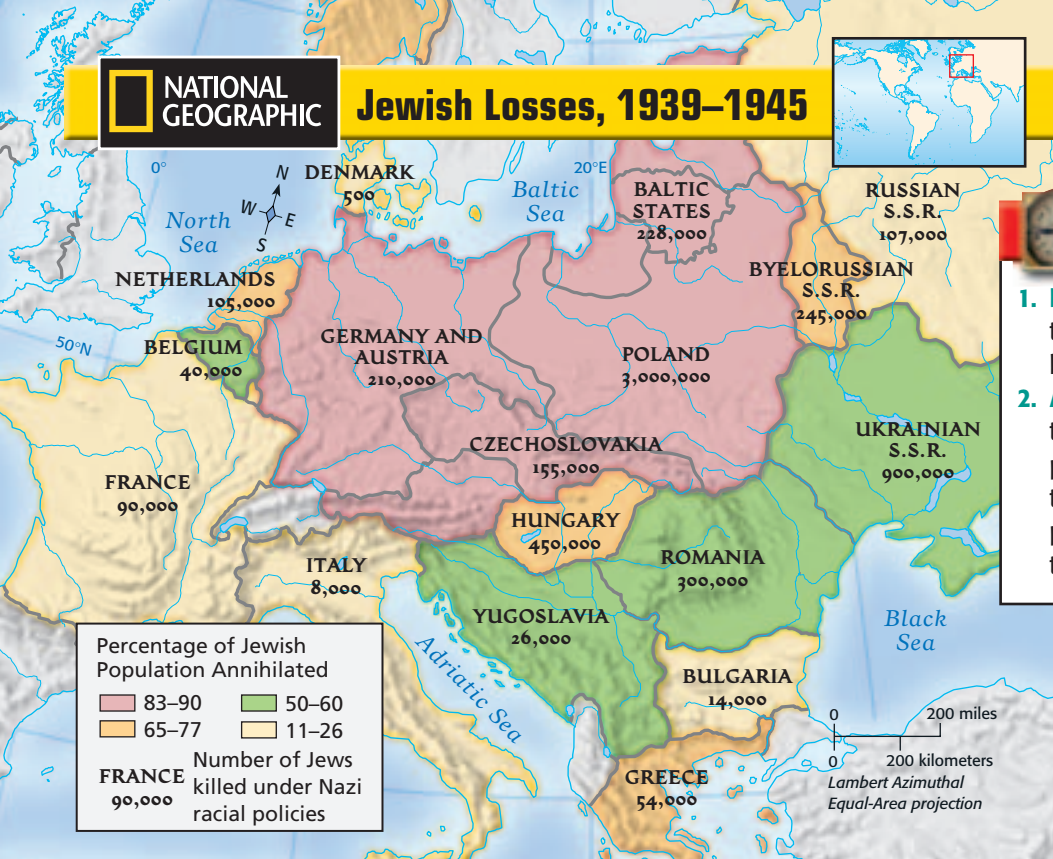 NATIONAL
GEOGRAPHIC
Jewish Losses, 1939–1945
0°
N
W
E
S
20°E
50°N
North
Sea
Baltic
Sea
DENMARK
500
BALTIC
STATES
228,000
RUSSIAN
S.S.R.
107,000
NETHERLANDS
105,000
BYELORUSSIAN
S.S.R.
245,000
BELGIUM
40,000
GERMANY AND
AUSTRIA
210,000
POLAND
3,000,000
CZECHOSLOVAKIA
155,000
UKRAINIAN
S.S.R.
900,000
FRANCE
90,000
HUNGARY
450,000
ITALY
8,000
ROMANIA
300,000
YUGOSLAVIA
26,000
Adriatic Sea
Black
Sea
BULGARIA
14,000
GREECE
54,000
Percentage of Jewish
Population Annihilated
83–90
50–60
65–77
11–26
FRANCE
90,000
Number of Jews
killed under Nazi
racial policies
0
200 miles
0
200 kilometers
Lambert Azimuthal
Equal-Area projection
1.
2.